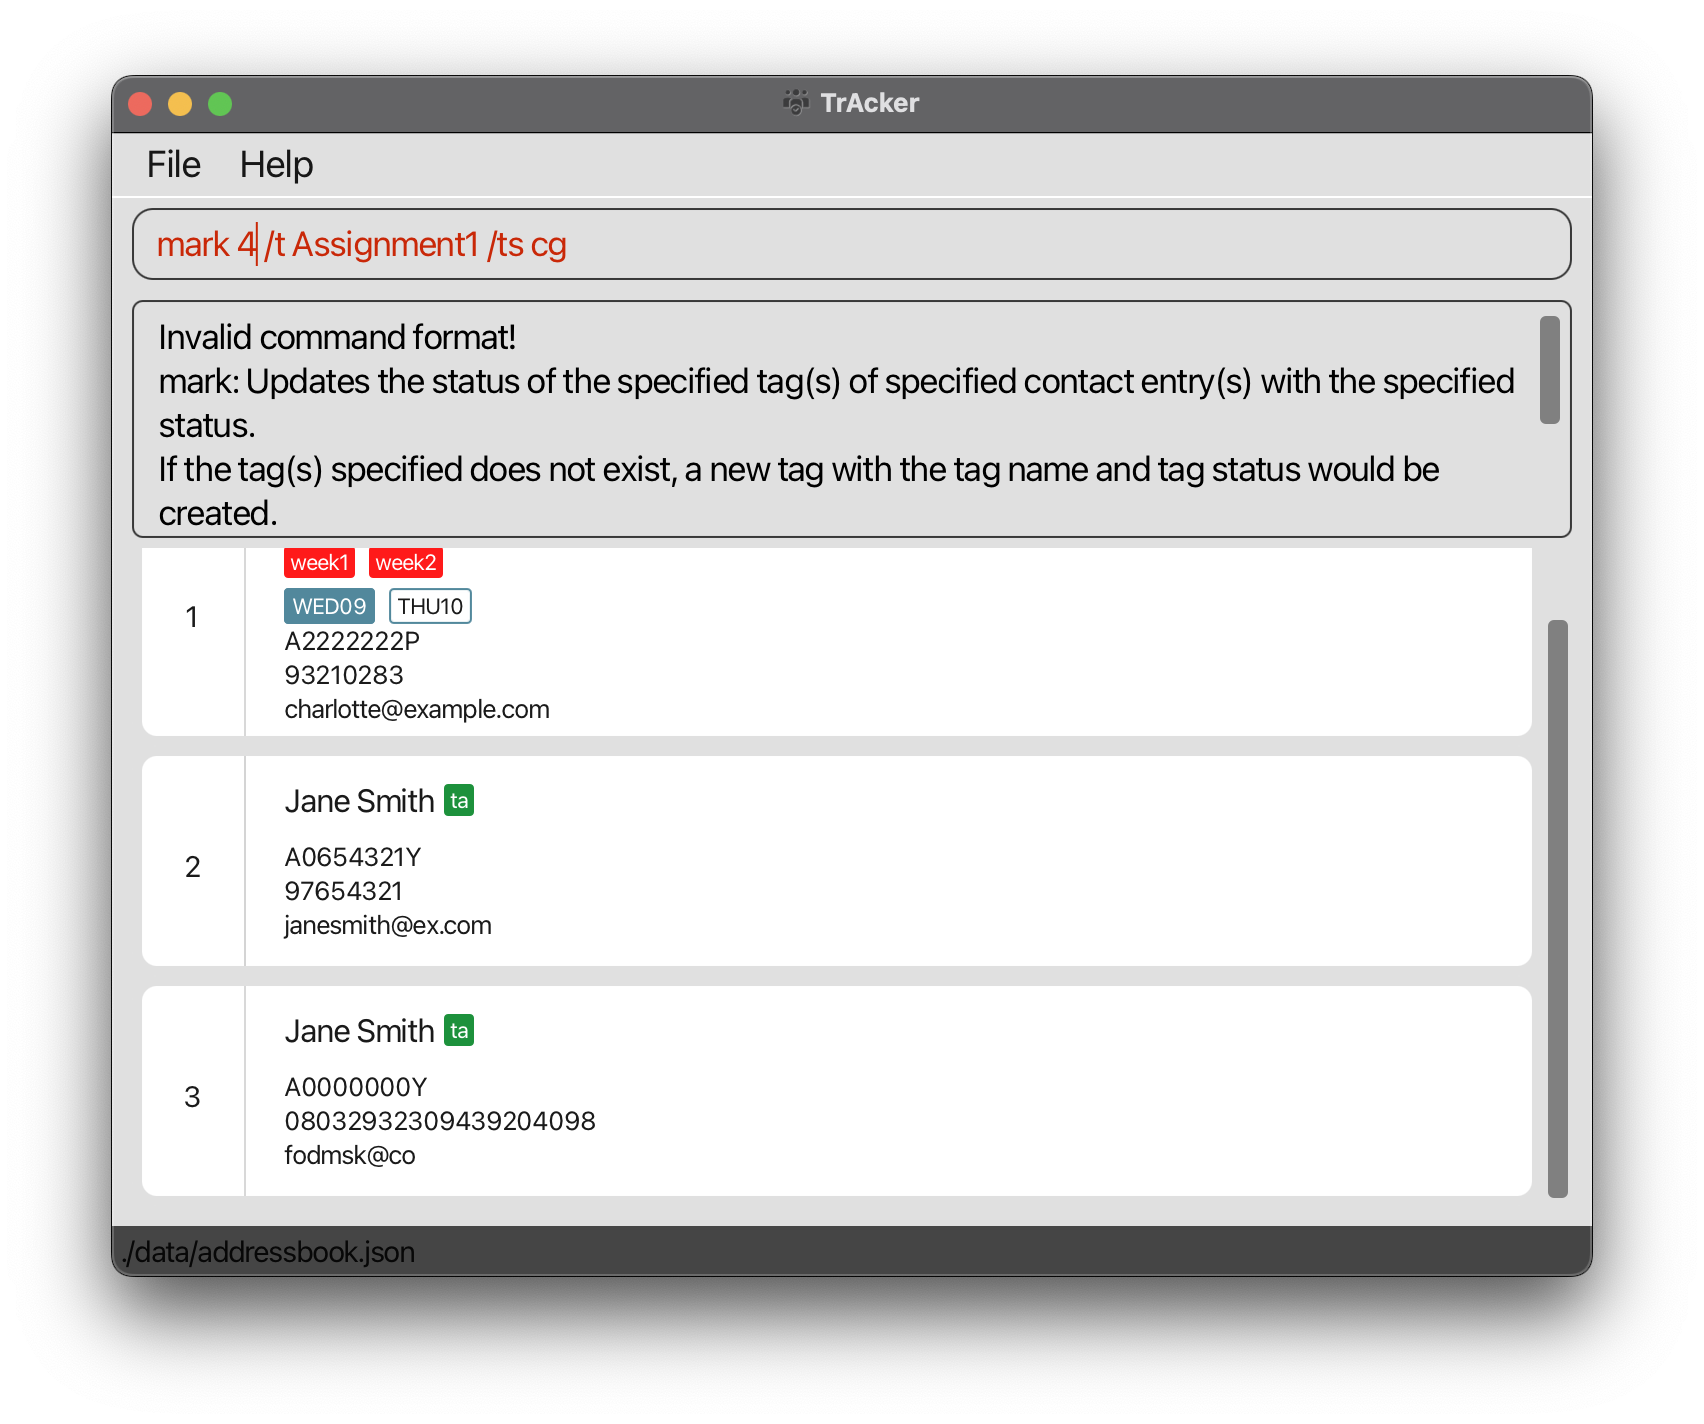 TrAcker
File Help
mark 4 /t Assignment1 /ts cg
Invalid command format!
mark: Updates the status of the specified tag(s) of specified contact entry(s) with the specified
status.
If the tag(s) specified does not exist, a new tag with the tag name and tag status would be
created.
week1 week2
1
WED09 THU10
A2222222P
93210283
charlotte@example.com
Jane Smith ta
2
A0654321Y
97654321
janesmith@ex.com
Jane Smith ta
3
A0000000Y
08032932309439204098
fodmsk@co
./data/addressbook.json